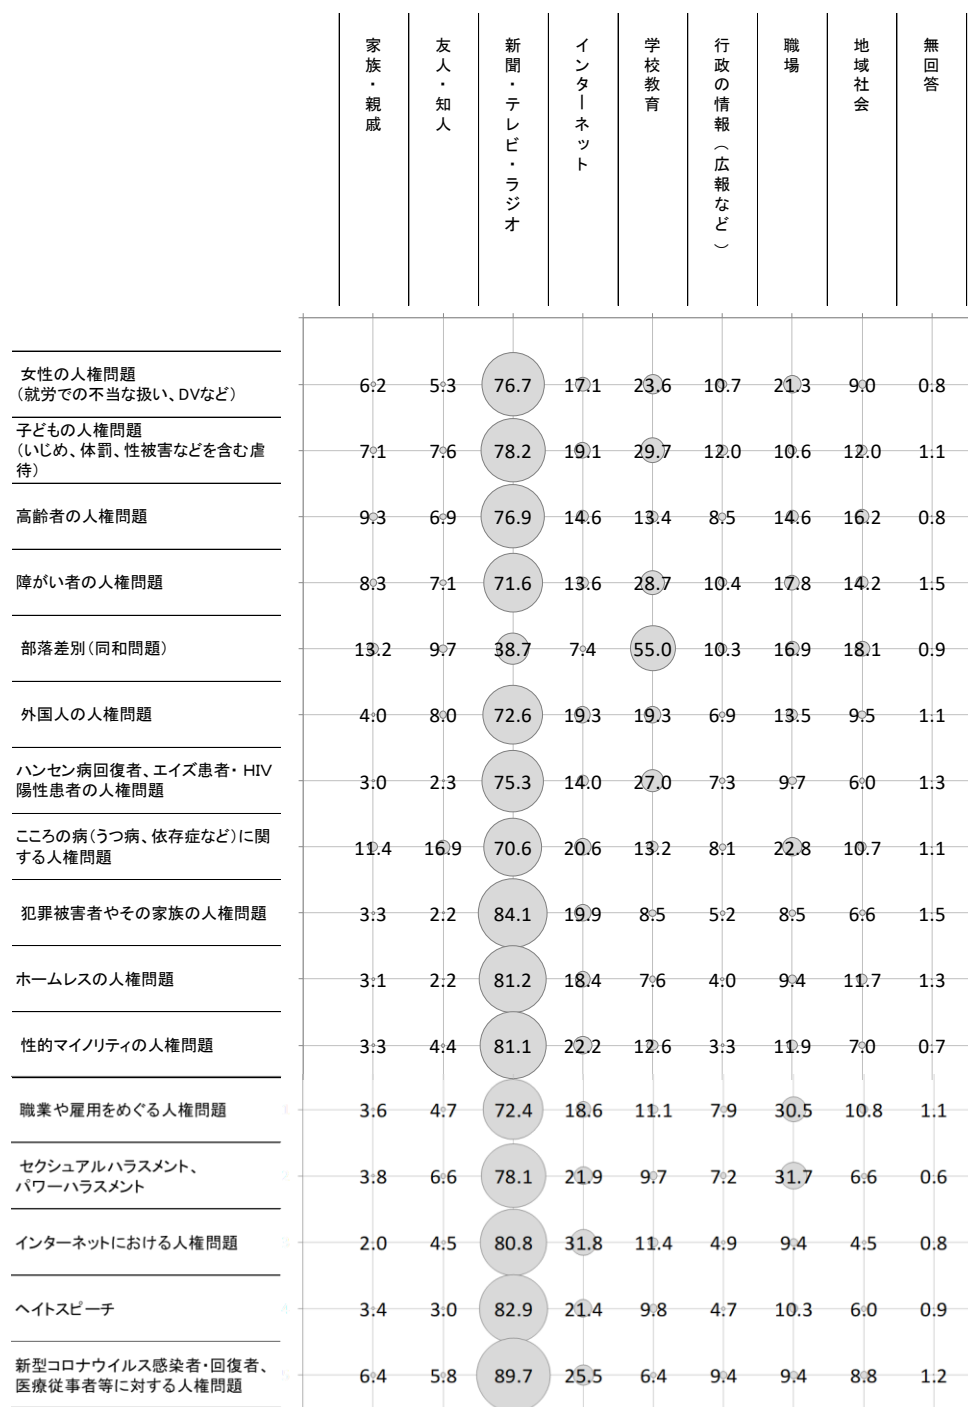 家族・親戚
友人・知人
新聞・テレビ・ラジオ
インターネット
学校教育
行政の情報（広報など）
職場
地域社会
無回答
女性の人権問題
（就労での不当な扱い、DVなど）
6.2 5.3 76.7 17.1 23.6 10.7 21.3 9.0 0.8
子どもの人権問題
（いじめ、体罰、性被害などを含む虐
待）
7.1 7.6 78.2 19.1 29.7 12.0 10.6 12.0 1.1
高齢者の人権問題
9.3 6.9 76.9 14.6 13.4 8.5 14.6 16.2 0.8
障がい者の人権問題
8.3 7.1 71.6 13.6 28.7 10.4 17.8 14.2 1.5
部落差別（同和問題）
13.2 9.7 38.7 7.4 55.0 10.3 16.9 18.1 0.9
外国人の人権問題
4.0 8.0 72.6 19.3 19.3 6.9 13.5 9.5 1.1
ハンセン病回復者、エイズ患者・HIV
陽性患者の人権問題
3.0 2.3 75.3 14.0 27.0 7.3 9.7 6.0 1.3
こころの病（うつ病、依存症など）に関
する人権問題
11.4 16.9 70.6 20.6 13.2 8.1 22.8 10.7 1.1
犯罪被害者やその家族の人権問題
3.3 2.2 84.1 19.9 8.5 5.2 8.5 6.6 1.5
ホームレスの人権問題
3.1 2.2 81.2 18.4 7.6 4.0 9.4 11.7 1.3
性的マイノリティの人権問題
3.3 4.4 81.1 22.2 12.6 3.3 11.9 7.0 0.7
職業や雇用をめぐる人権問題
3.6 4.7 72.4 18.6 11.1 7.9 30.5 10.8 1.1
セクシュアルハラスメント、
パワーハラスメント
3.8 6.6 78.1 21.9 9.7 7.2 31.7 6.6 0.6
インターネットにおける人権問題
2.0 4.5 80.8 31.8 11.4 4.9 9.4 4.5 0.8
ヘイトスピーチ
3.4 3.0 82.9 21.4 9.8 4.7 10.3 6.0 0.9
新型コロナウイルス感染者・回復者、
医療従事者等に対する人権問題
6.4 5.8 89.7 25.5 6.4 9.4 9.4 8.8 1.2